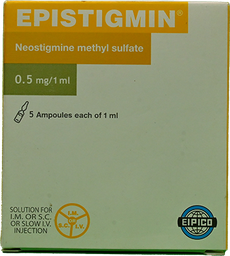 EPISTIGMIN®
Neostigmine methyl sulfate
0.5 mg/1 ml
5 Ampoules each of 1 ml
SOLUTION FOR
I.M. OR S.C.
OR SLOW I.V.
INJECTION
I.M.
S.C.
I.V.
EIPICO